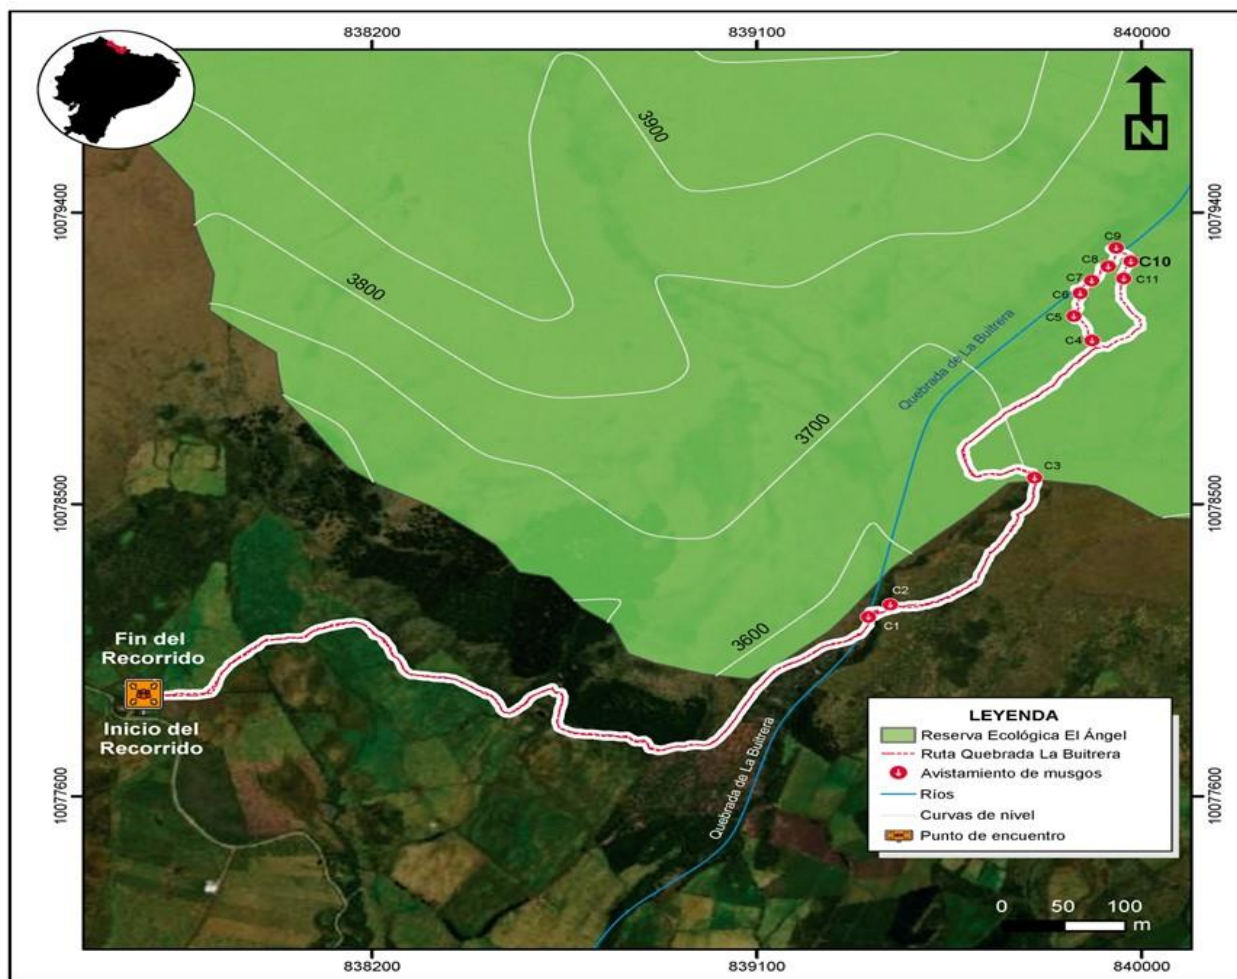 838200
839100
840000
3900
N
10079400
10079400
C9
C8
C10
3800
C7
C11
C6
C5
Quebrada de La Buitrera
C4
3700
C3
10078500
10078500
C2
C1
3600
Fin del
Recorrido
Inicio del
Recorrido
LEYENDA
Reserva Ecológica El Ángel
Ruta Quebrada La Buitrera
Avistamiento de musgos
Ríos
Curvas de nivel
Punto de encuentro
Quebrada de La Buitrera
10077600
10077600
0 50 100
m
838200
839100
840000